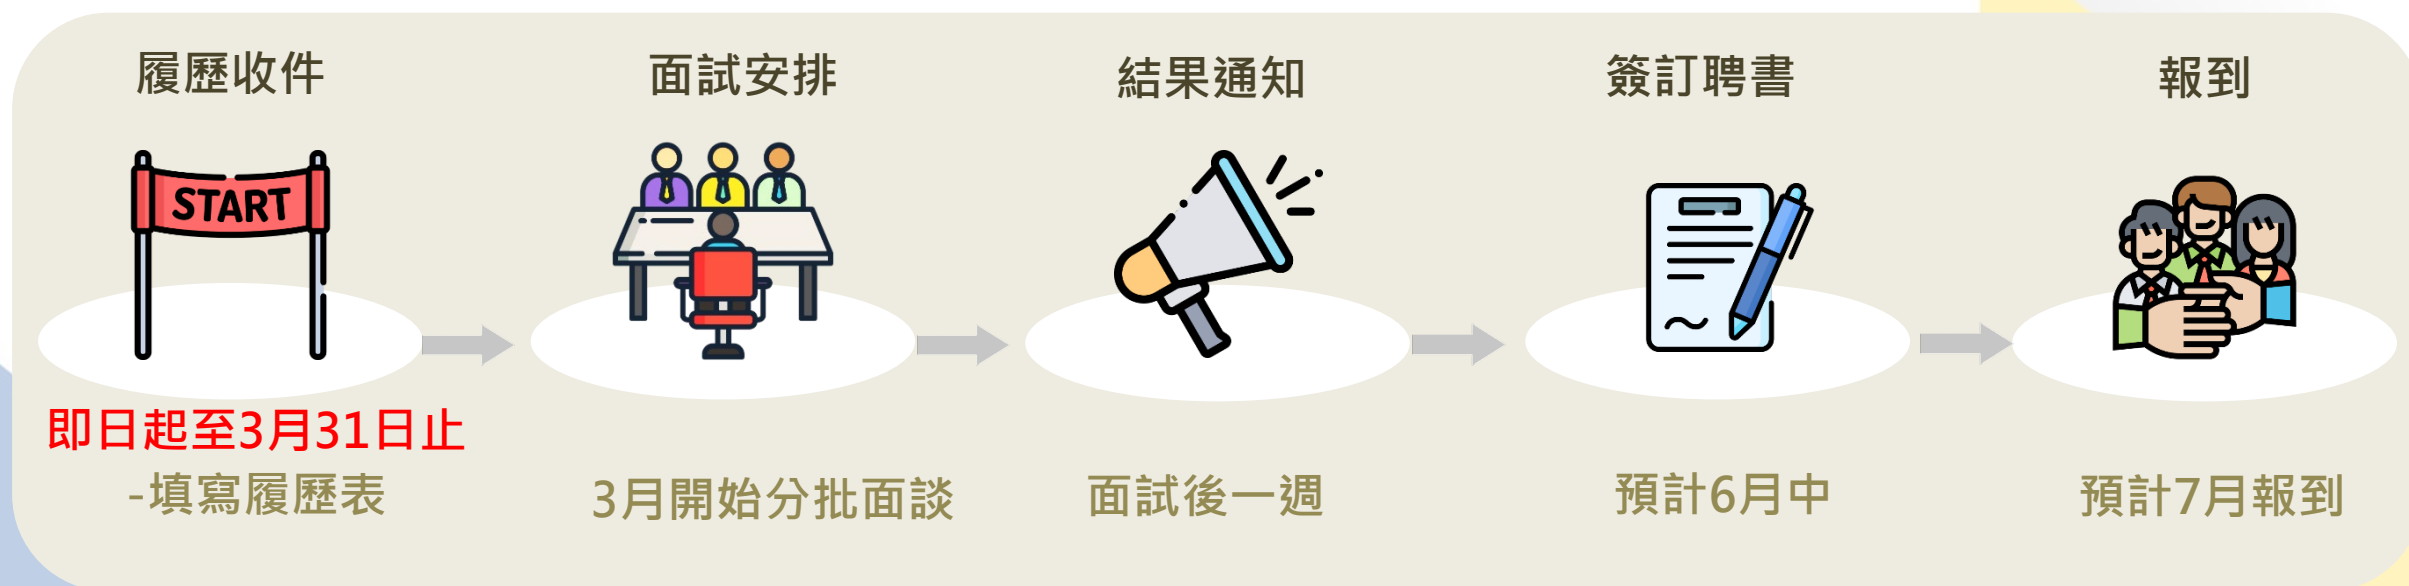 履歷收件
START
即日起至3月31日止
-填寫履歷表
面試安排
3月開始分批面談
結果通知
面試後一週
簽訂聘書
預計6月中
報到
預計7月報到